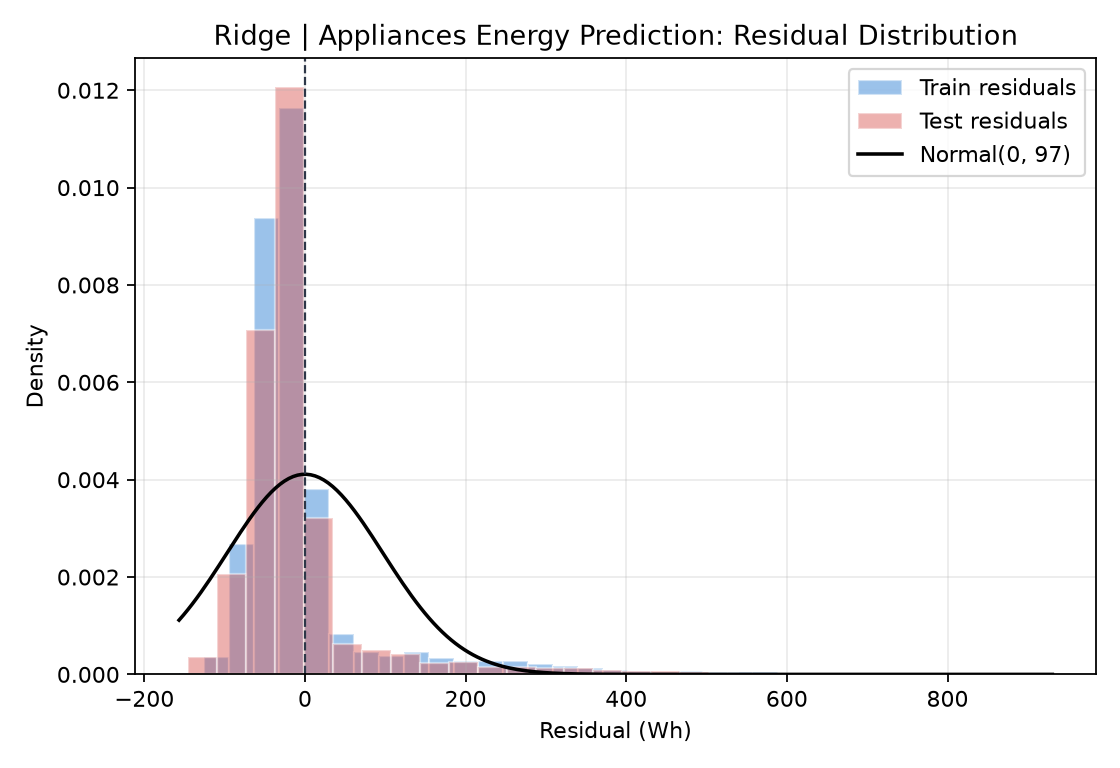 Ridge | Appliances Energy Prediction: Residual Distribution
Train residuals
Test residuals
Normal(0, 97)
Density
0.012
0.010
0.008
0.006
0.004
0.002
0.000
−200
0
200
400
600
800
Residual (Wh)